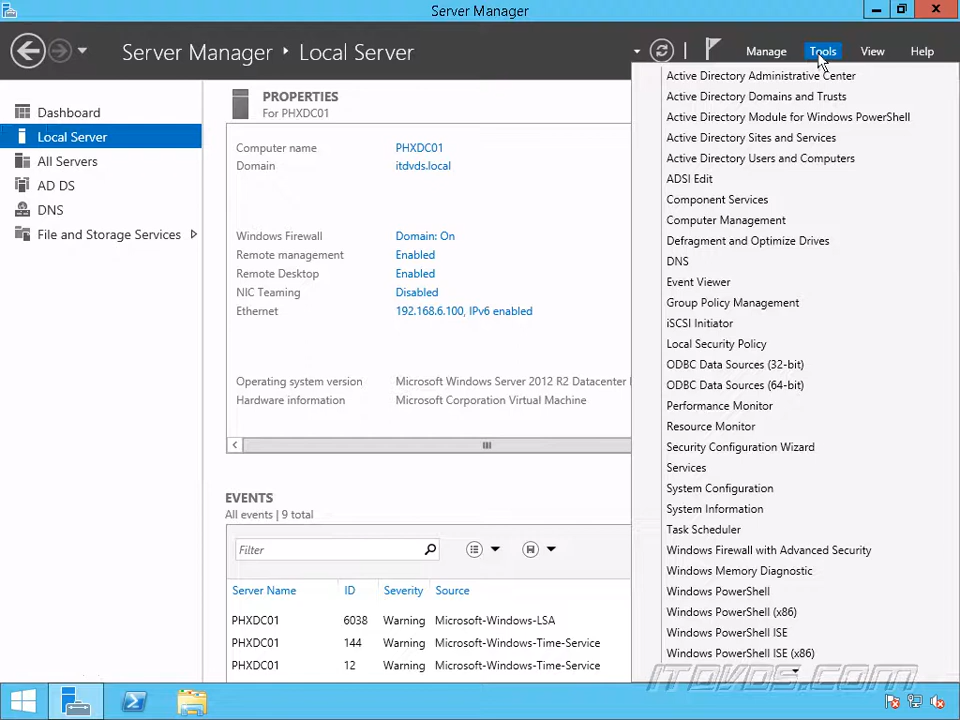 Server Manager
Server Manager ▸ Local Server
Manage Tools View Help
Dashboard
Local Server
All Servers
AD DS
DNS
File and Storage Services
PROPERTIES
For PHXDC01
Computer name PHXDC01
Domain itdvds.local
Windows Firewall Domain: On
Remote management Enabled
Remote Desktop Enabled
NIC Teaming Disabled
Ethernet 192.168.6.100, IPv6 enabled
Operating system version Microsoft Windows Server 2012 R2 Datacenter
Hardware information Microsoft Corporation Virtual Machine
EVENTS
All events | 9 total
Filter
Server Name ID Severity Source
PHXDC01 6038 Warning Microsoft-Windows-LSA
PHXDC01 144 Warning Microsoft-Windows-Time-Service
PHXDC01 12 Warning Microsoft-Windows-Time-Service
Active Directory Administrative Center
Active Directory Domains and Trusts
Active Directory Module for Windows PowerShell
Active Directory Sites and Services
Active Directory Users and Computers
ADSI Edit
Component Services
Computer Management
Defragment and Optimize Drives
DNS
Event Viewer
Group Policy Management
iSCSI Initiator
Local Security Policy
ODBC Data Sources (32-bit)
ODBC Data Sources (64-bit)
Performance Monitor
Resource Monitor
Security Configuration Wizard
Services
System Configuration
System Information
Task Scheduler
Windows Firewall with Advanced Security
Windows Memory Diagnostic
Windows PowerShell
Windows PowerShell (x86)
Windows PowerShell ISE
Windows PowerShell ISE (x86)
ITDVDS.COM